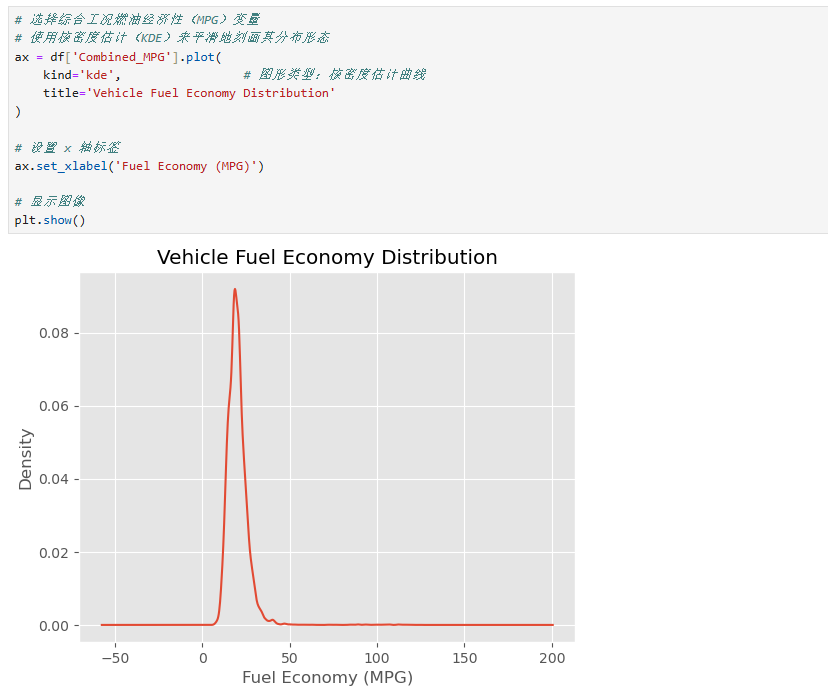 # 选择综合工况燃油经济性（MPG）变量
# 使用核密度估计（KDE）来平滑地刻画其分布形态
ax = df['Combined_MPG'].plot(
    kind='kde',                 # 图形类型：核密度估计曲线
    title='Vehicle Fuel Economy Distribution'
)
# 设置 x 轴标签
ax.set_xlabel('Fuel Economy (MPG)')
# 显示图像
plt.show()
Vehicle Fuel Economy Distribution
0.08
0.06
0.04
0.02
0.00
Density
−50 0 50 100 150 200
Fuel Economy (MPG)